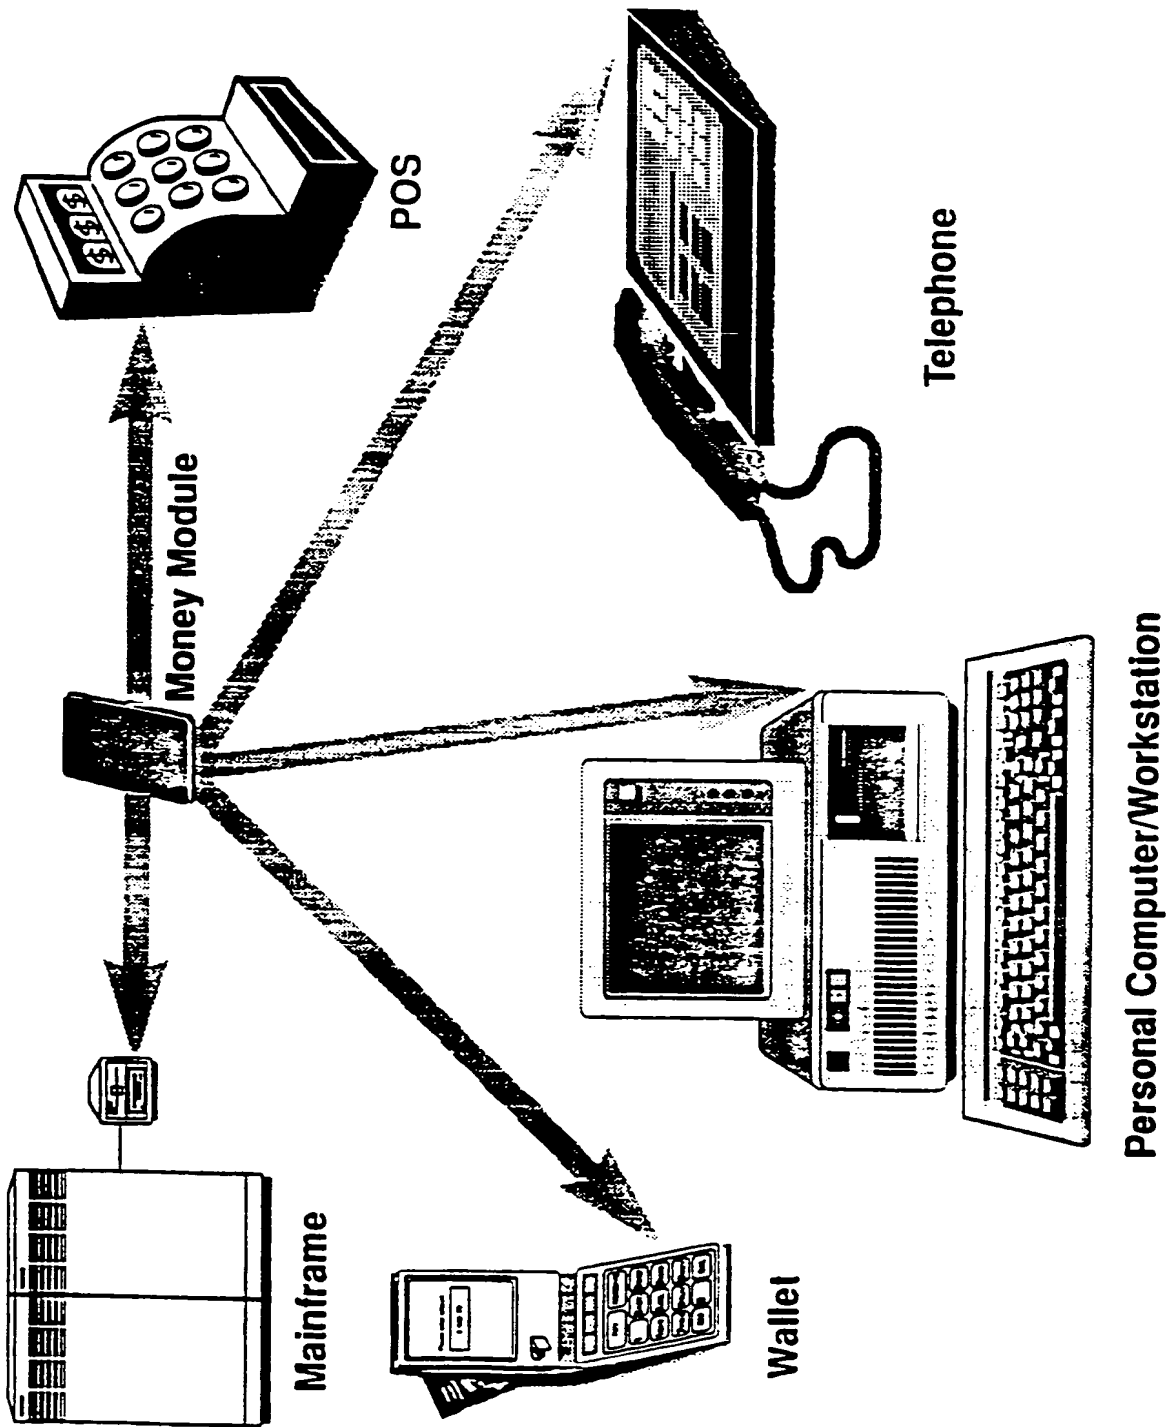 Mainframe
Money Module
$ $ $
POS
Wallet
Personal Computer/Workstation
Telephone